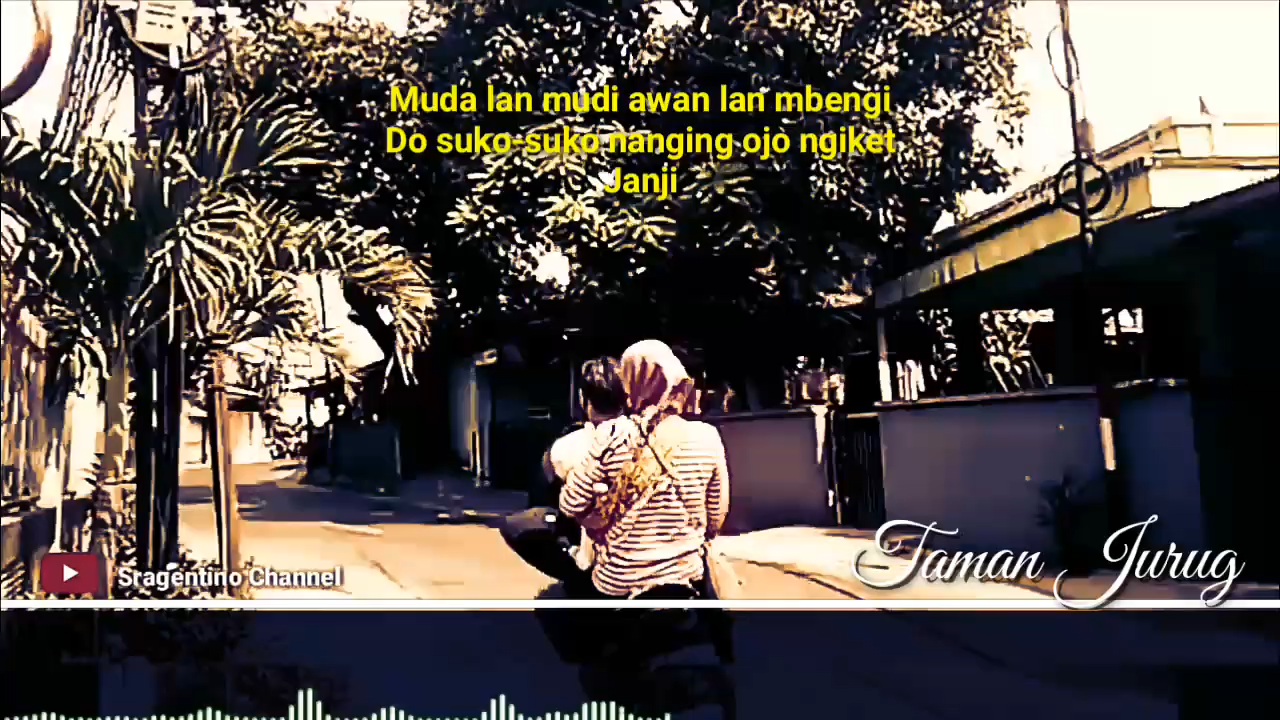 Muda lan mudi awan lan mbengi
Do suko-suko nanging ojo ngiket
Janji
Sragentino Channel
Taman Jurug